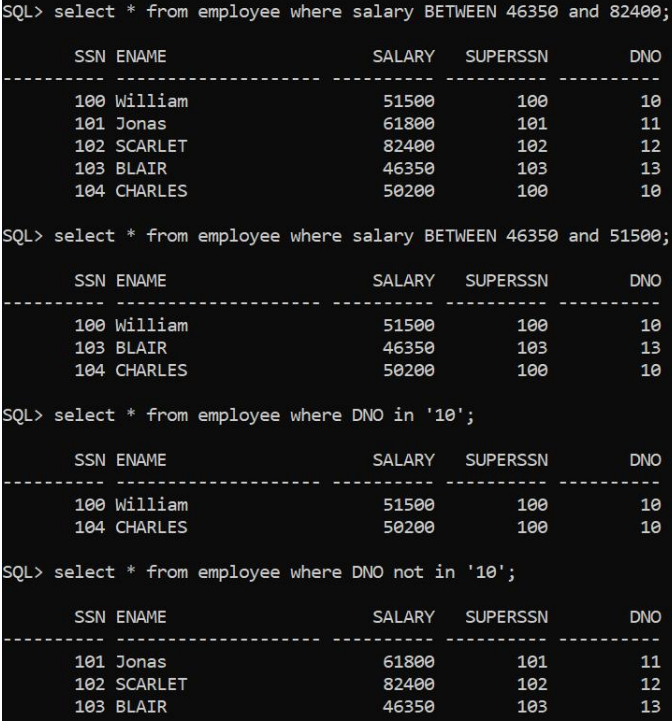 SQL> select * from employee where salary BETWEEN 46350 and 82400;
       SSN ENAME                    SALARY   SUPERSSN        DNO
---------- -------------------- ---------- ---------- ----------
       100 William                   51500        100         10
       101 Jonas                     61800        101         11
       102 SCARLET                   82400        102         12
       103 BLAIR                     46350        103         13
       104 CHARLES                   50200        100         10
SQL> select * from employee where salary BETWEEN 46350 and 51500;
       SSN ENAME                    SALARY   SUPERSSN        DNO
---------- -------------------- ---------- ---------- ----------
       100 William                   51500        100         10
       103 BLAIR                     46350        103         13
       104 CHARLES                   50200        100         10
SQL> select * from employee where DNO in '10';
       SSN ENAME                    SALARY   SUPERSSN        DNO
---------- -------------------- ---------- ---------- ----------
       100 William                   51500        100         10
       104 CHARLES                   50200        100         10
SQL> select * from employee where DNO not in '10';
       SSN ENAME                    SALARY   SUPERSSN        DNO
---------- -------------------- ---------- ---------- ----------
       101 Jonas                     61800        101         11
       102 SCARLET                   82400        102         12
       103 BLAIR                     46350        103         13